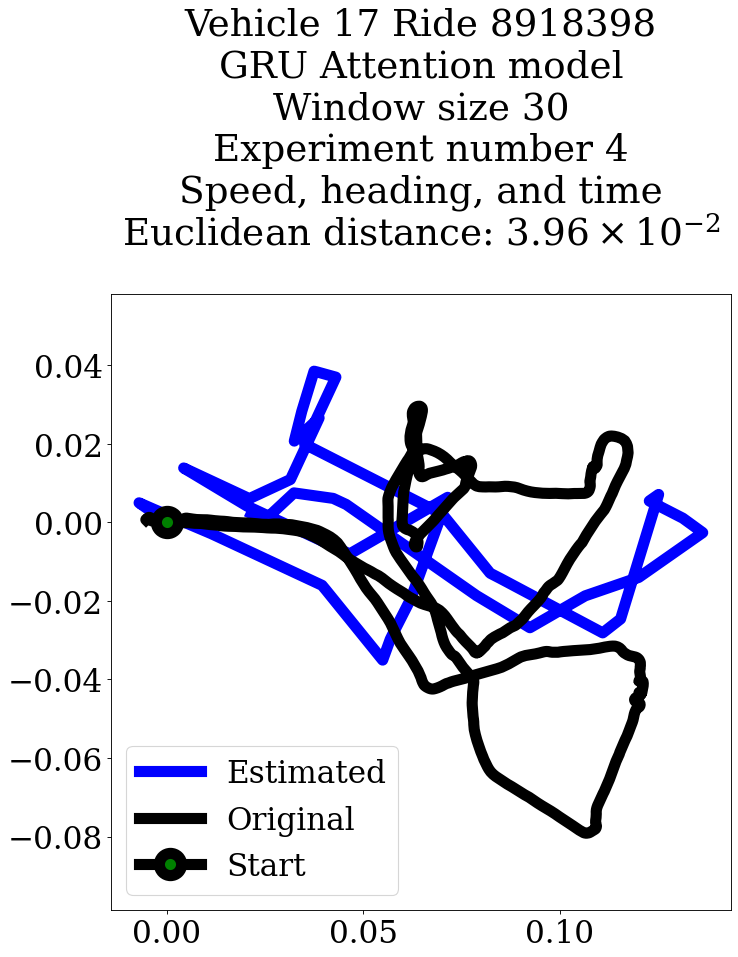 Vehicle 17 Ride 8918398
GRU Attention model
Window size 30
Experiment number 4
Speed, heading, and time
Euclidean distance: 3.96 × 10⁻²
0.04
0.02
0.00
−0.02
−0.04
−0.06
−0.08
Estimated
Original
Start
0.00 0.05 0.10